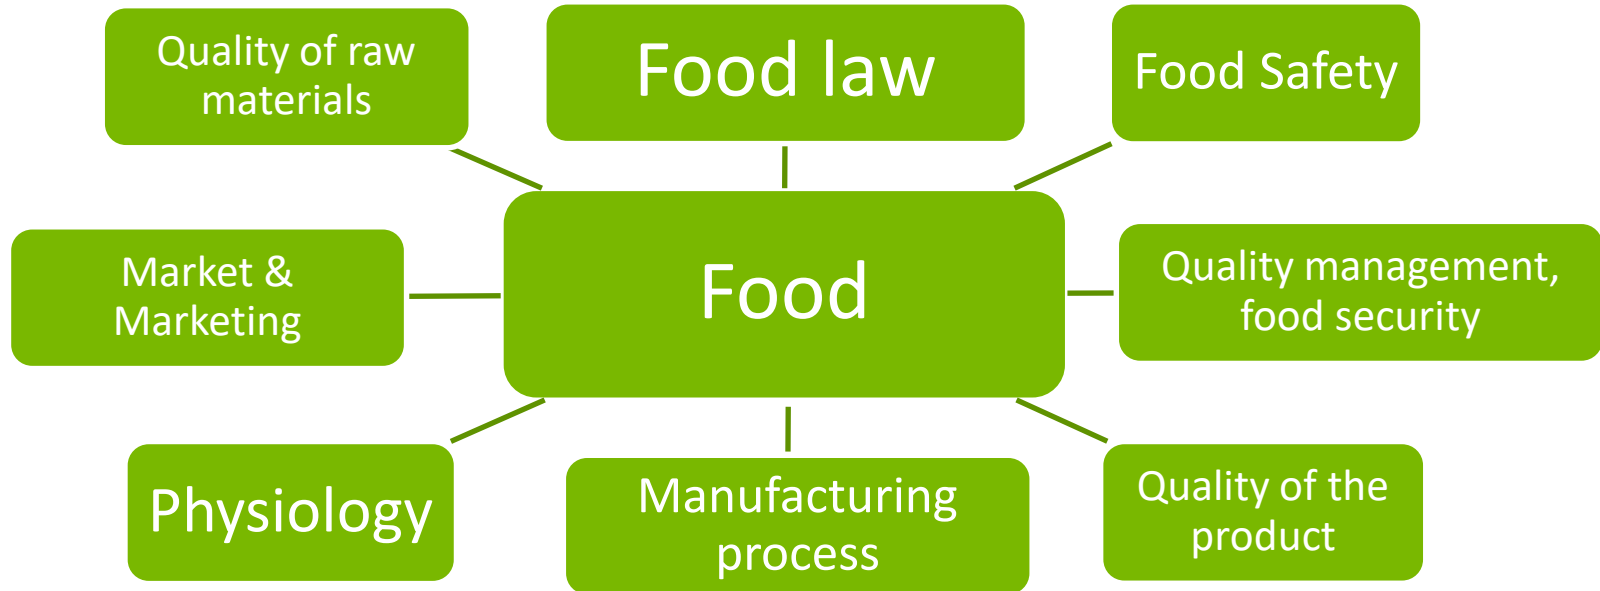 Quality of raw
materials
Food law
Food Safety
Market &
Marketing
Food
Quality management,
food security
Physiology
Manufacturing
process
Quality of the
product